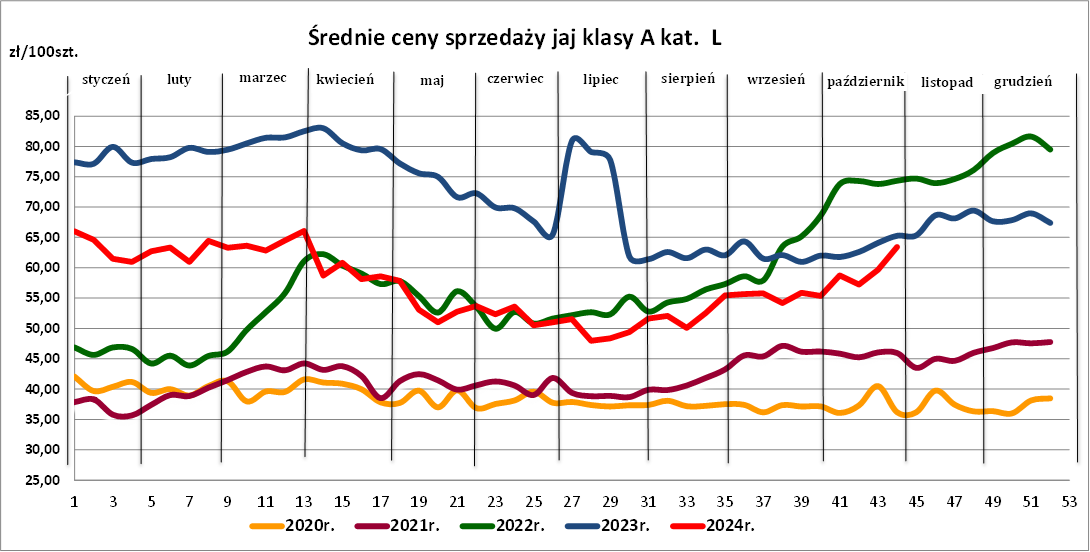 Średnie ceny sprzedaży jaj klasy A kat. L
zł/100szt.
styczeń luty marzec kwiecień maj czerwiec lipiec sierpień wrzesień październik listopad grudzień
85,00
80,00
75,00
70,00
65,00
60,00
55,00
50,00
45,00
40,00
35,00
30,00
25,00
1 3 5 7 9 11 13 15 17 19 21 23 25 27 29 31 33 35 37 39 41 43 45 47 49 51 53
2020r. 2021r. 2022r. 2023r. 2024r.